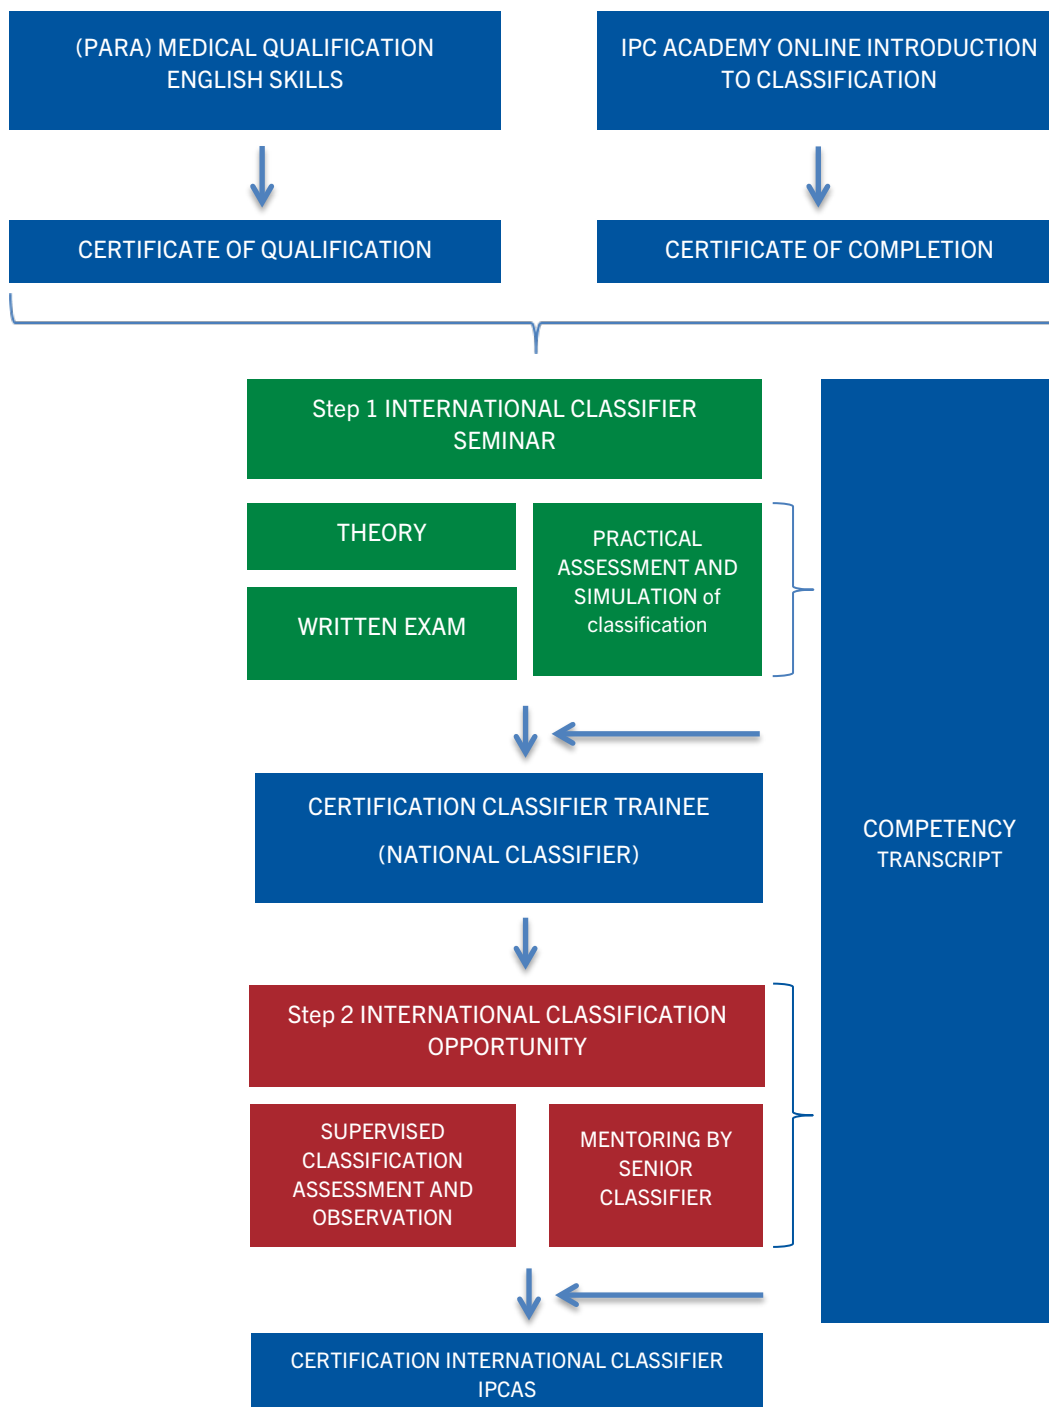 (PARA) MEDICAL QUALIFICATION
ENGLISH SKILLS
IPC ACADEMY ONLINE INTRODUCTION
TO CLASSIFICATION
CERTIFICATE OF QUALIFICATION
CERTIFICATE OF COMPLETION
Step 1 INTERNATIONAL CLASSIFIER
SEMINAR
THEORY
WRITTEN EXAM
PRACTICAL
ASSESSMENT AND
SIMULATION of
classification
CERTIFICATION CLASSIFIER TRAINEE
(NATIONAL CLASSIFIER)
COMPETENCY
TRANSCRIPT
Step 2 INTERNATIONAL CLASSIFICATION
OPPORTUNITY
SUPERVISED
CLASSIFICATION
ASSESSMENT AND
OBSERVATION
MENTORING BY
SENIOR
CLASSIFIER
CERTIFICATION INTERNATIONAL CLASSIFIER
IPCAS